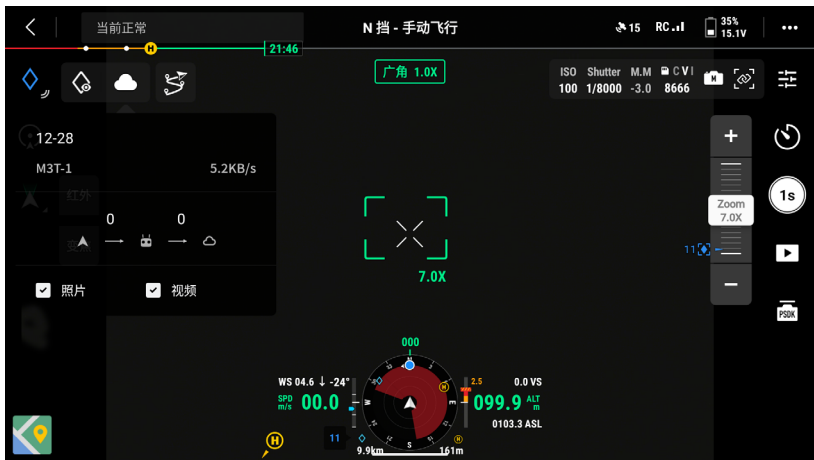 当前正常
N 挡 - 手动飞行
15
RC
35%
15.1V
H
21:46
广角 1.0X
ISO Shutter M.M C V I
100 1/8000 -3.0 8666
M
12-28
M3T-1 5.2KB/s
红外
0 0
照片 视频
+
Zoom
7.0X
1s
11
7.0X
PSDK
000
WS 04.6 ↓ -24°
SPD
m/s
00.0
N
W
E
S
H
2.5
0.0 VS
099.9 ALT
m
0103.3 ASL
H
11
9.9km
H
161m